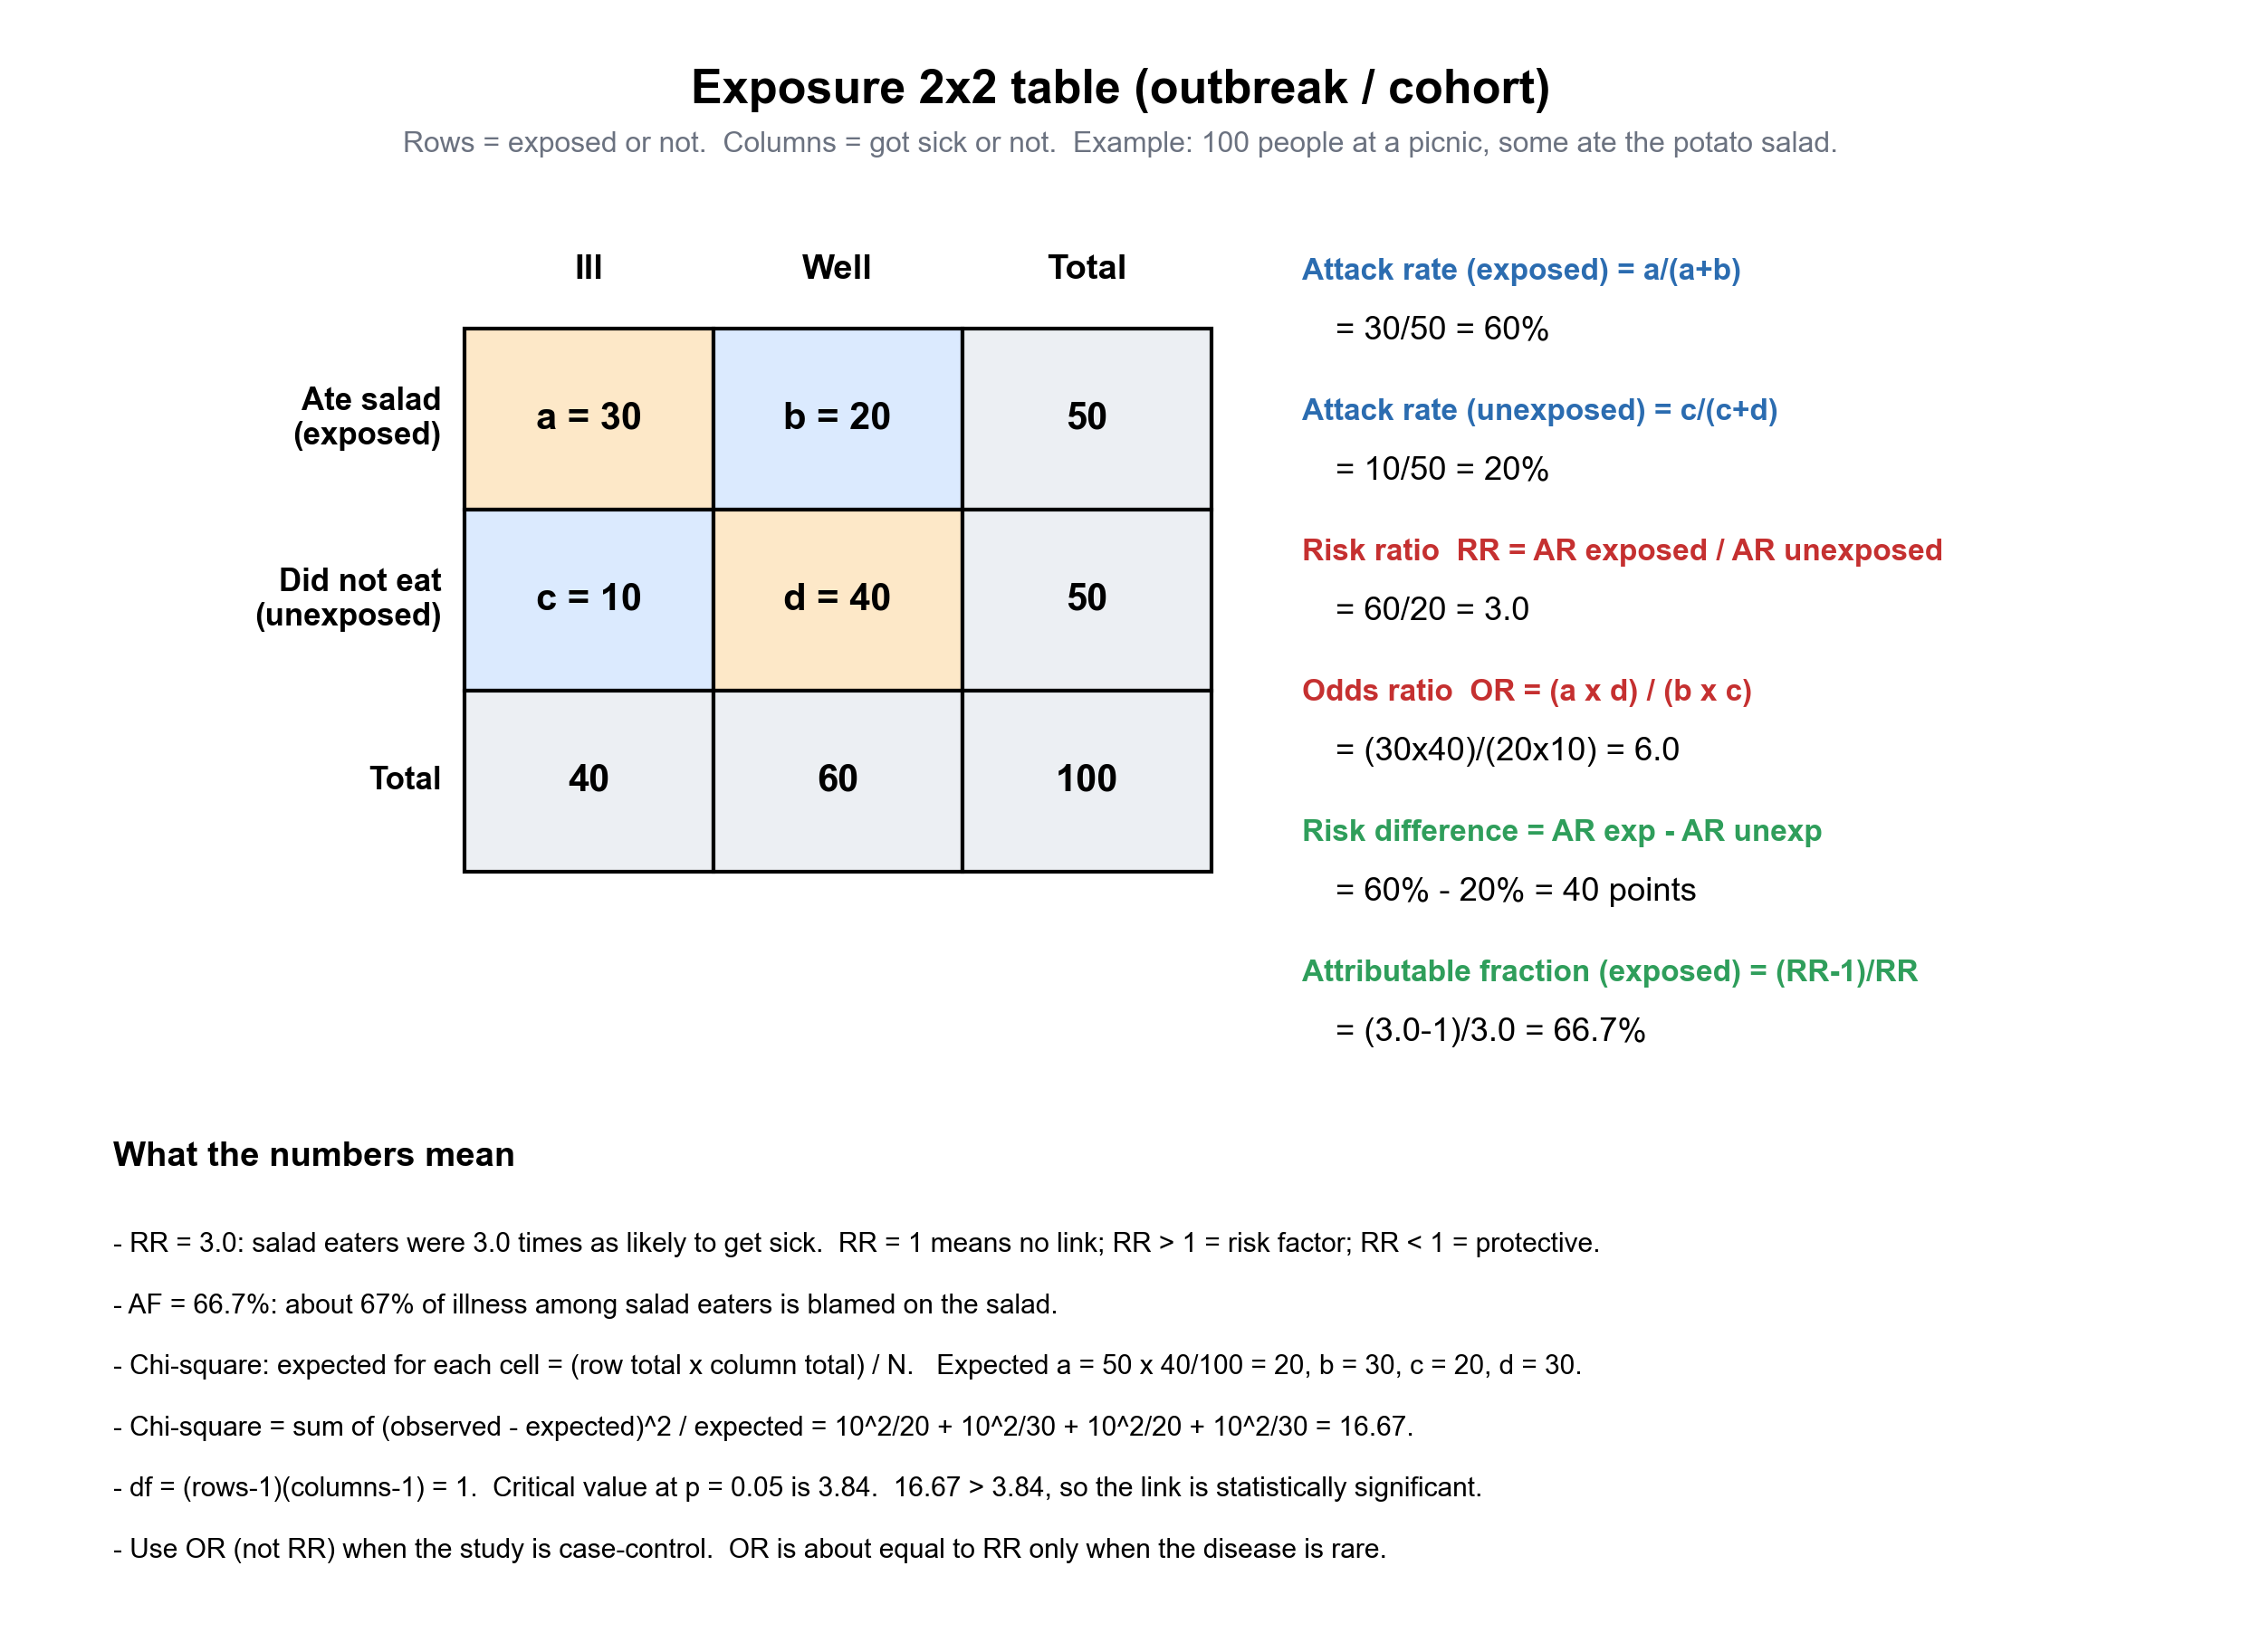 Exposure 2x2 table (outbreak / cohort)
Rows = exposed or not.  Columns = got sick or not.  Example: 100 people at a picnic, some ate the potato salad.
Ill Well Total
Ate salad
(exposed)
a = 30 b = 20 50
Did not eat
(unexposed)
c = 10 d = 40 50
Total 40 60 100
Attack rate (exposed) = a/(a+b)
= 30/50 = 60%
Attack rate (unexposed) = c/(c+d)
= 10/50 = 20%
Risk ratio  RR = AR exposed / AR unexposed
= 60/20 = 3.0
Odds ratio  OR = (a x d) / (b x c)
= (30x40)/(20x10) = 6.0
Risk difference = AR exp - AR unexp
= 60% - 20% = 40 points
Attributable fraction (exposed) = (RR-1)/RR
= (3.0-1)/3.0 = 66.7%
What the numbers mean
- RR = 3.0: salad eaters were 3.0 times as likely to get sick.  RR = 1 means no link; RR > 1 = risk factor; RR < 1 = protective.
- AF = 66.7%: about 67% of illness among salad eaters is blamed on the salad.
- Chi-square: expected for each cell = (row total x column total) / N.   Expected a = 50 x 40/100 = 20, b = 30, c = 20, d = 30.
- Chi-square = sum of (observed - expected)^2 / expected = 10^2/20 + 10^2/30 + 10^2/20 + 10^2/30 = 16.67.
- df = (rows-1)(columns-1) = 1.  Critical value at p = 0.05 is 3.84.  16.67 > 3.84, so the link is statistically significant.
- Use OR (not RR) when the study is case-control.  OR is about equal to RR only when the disease is rare.